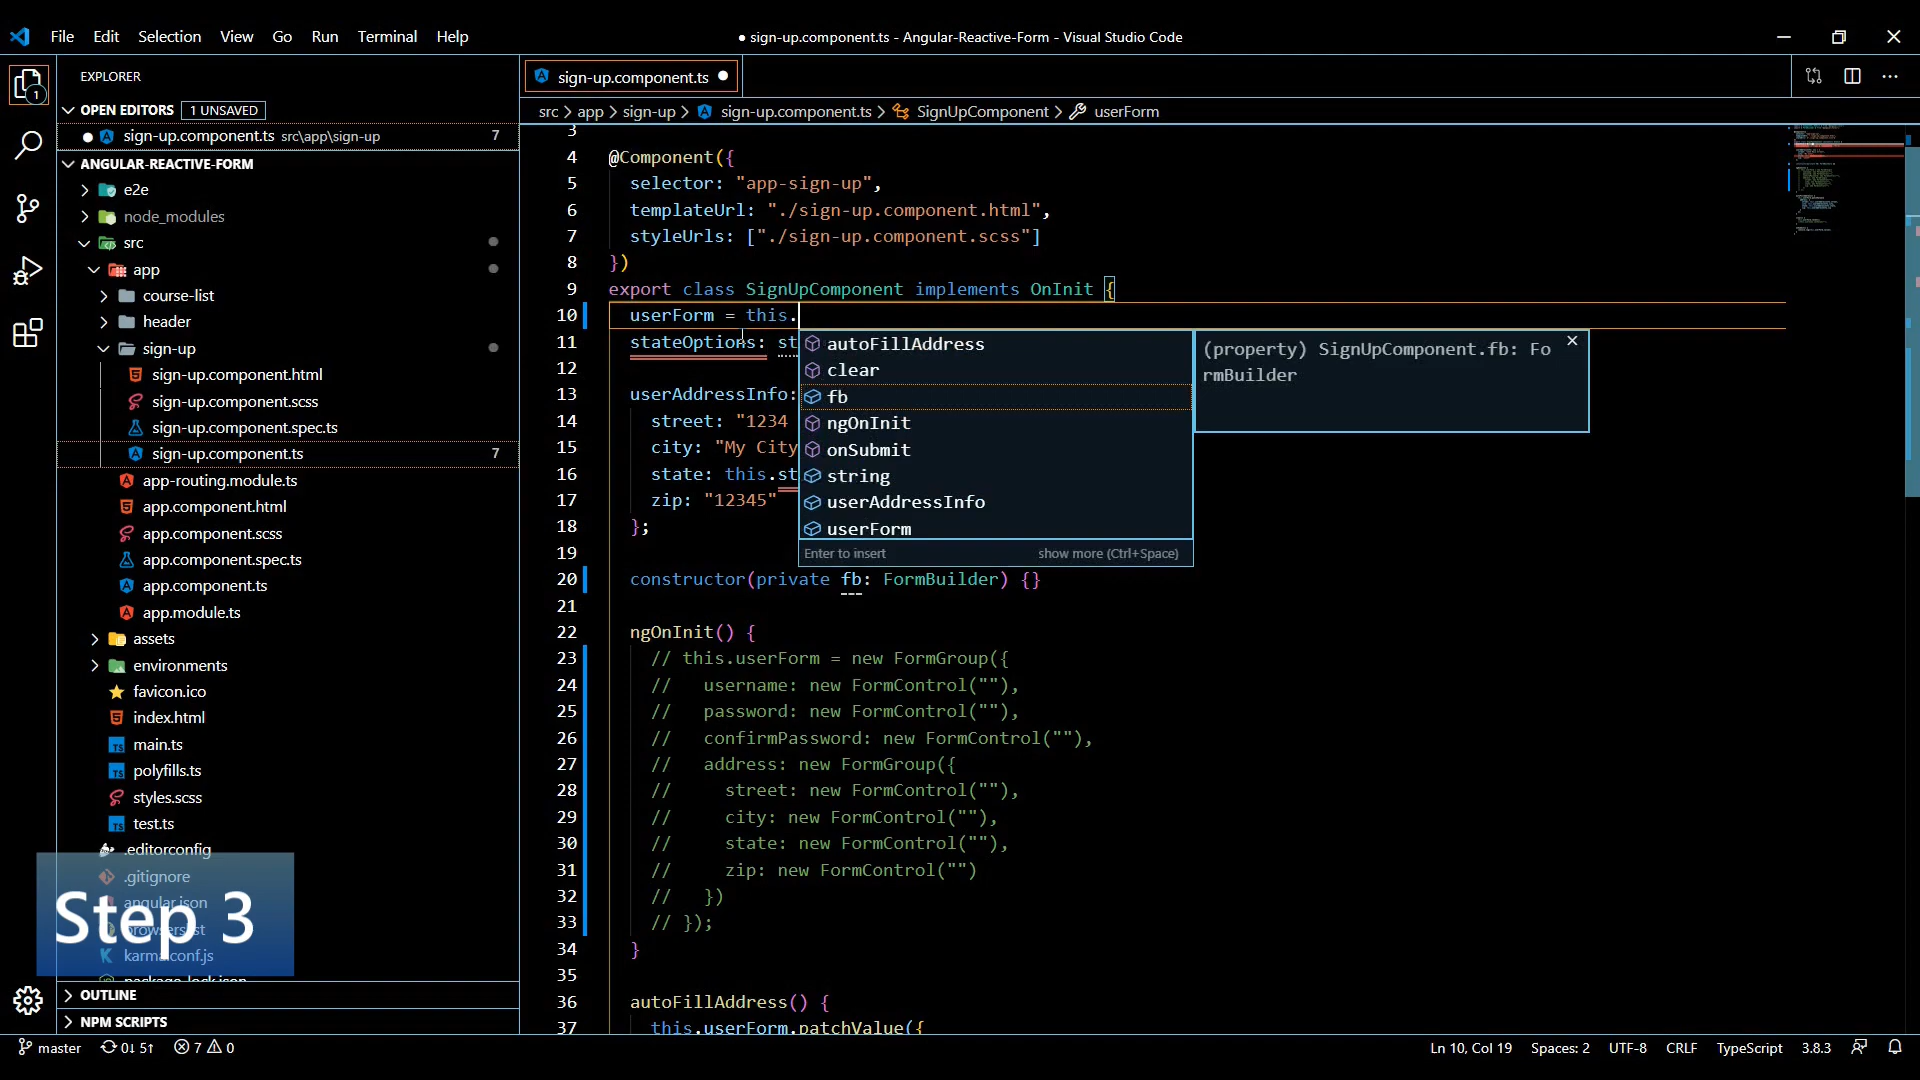 File Edit Selection View Go Run Terminal Help
● sign-up.component.ts - Angular-Reactive-Form - Visual Studio Code
EXPLORER
OPEN EDITORS 1 UNSAVED
sign-up.component.ts src\app\sign-up 7
ANGULAR-REACTIVE-FORM
e2e
node_modules
src
app
course-list
header
sign-up
sign-up.component.html
sign-up.component.scss
sign-up.component.spec.ts
sign-up.component.ts 7
app-routing.module.ts
app.component.html
app.component.scss
app.component.spec.ts
app.component.ts
app.module.ts
assets
environments
favicon.ico
index.html
main.ts
polyfills.ts
styles.scss
test.ts
.editorconfig
.gitignore
angular.json
karma.conf.js
package-lock.json
Step 3
OUTLINE
NPM SCRIPTS
1
sign-up.component.ts
src > app > sign-up > sign-up.component.ts > SignUpComponent > userForm
3
4 @Component({
5 selector: "app-sign-up",
6 templateUrl: "./sign-up.component.html",
7 styleUrls: ["./sign-up.component.scss"]
8 })
9 export class SignUpComponent implements OnInit {
10 userForm = this.
11 stateOptions: st
12
13 userAddressInfo:
14 street: "1234
15 city: "My City
16 state: this.st
17 zip: "12345"
18 };
19
20 constructor(private fb: FormBuilder) {}
21
22 ngOnInit() {
23 // this.userForm = new FormGroup({
24 // username: new FormControl(""),
25 // password: new FormControl(""),
26 // confirmPassword: new FormControl(""),
27 // address: new FormGroup({
28 // street: new FormControl(""),
29 // city: new FormControl(""),
30 // state: new FormControl(""),
31 // zip: new FormControl("")
32 // })
33 // });
34 }
35
36 autoFillAddress() {
37 this.userForm.patchValue({
autoFillAddress
clear
fb
ngOnInit
onSubmit
string
userAddressInfo
userForm
Enter to insert show more (Ctrl+Space)
(property) SignUpComponent.fb: Fo
rmBuilder
master 0↓ 5↑ 7 0
Ln 10, Col 19 Spaces: 2 UTF-8 CRLF TypeScript 3.8.3